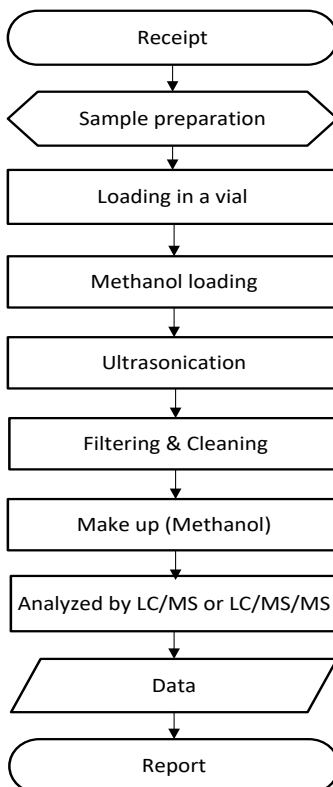 Receipt
Sample preparation
Loading in a vial
Methanol loading
Ultrasonication
Filtering & Cleaning
Make up (Methanol)
Analyzed by LC/MS or LC/MS/MS
Data
Report